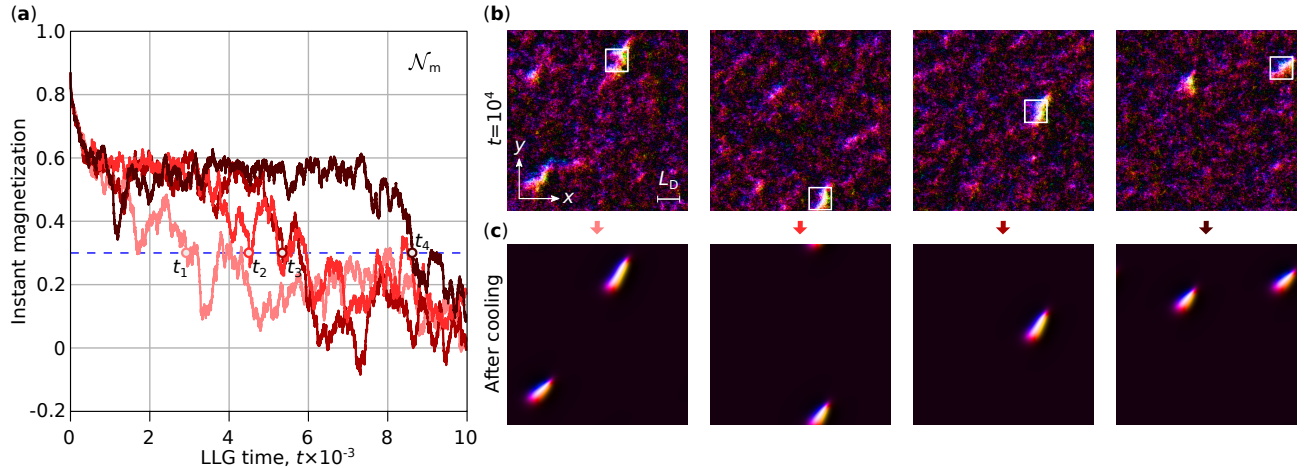 (a)
1.0
0.8
0.6
0.4
0.2
0
-0.2
Instant magnetization
𝒩m
t₁
t₂
t₃
t₄
0 2 4 6 8 10
LLG time, t×10⁻³
(b)
t=10⁴
y
x
L_D
(c)
After cooling